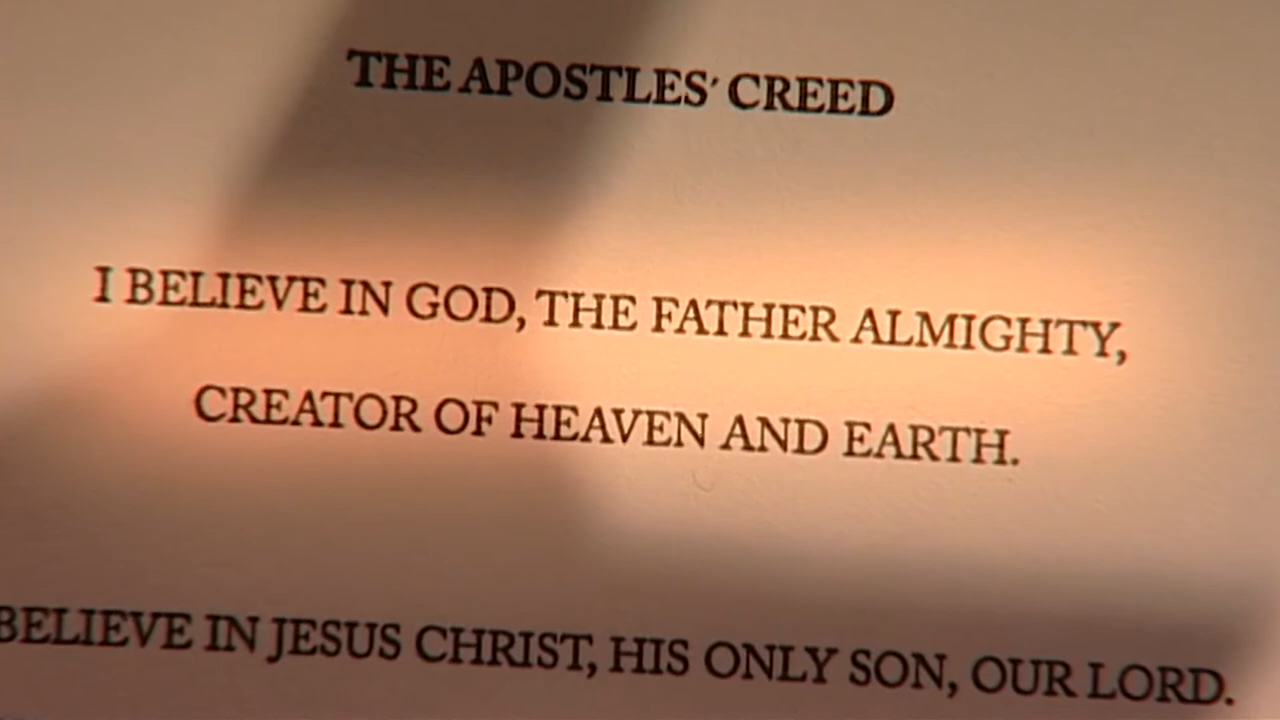 THE APOSTLES' CREED
I BELIEVE IN GOD, THE FATHER ALMIGHTY,
CREATOR OF HEAVEN AND EARTH.
BELIEVE IN JESUS CHRIST, HIS ONLY SON, OUR LORD.